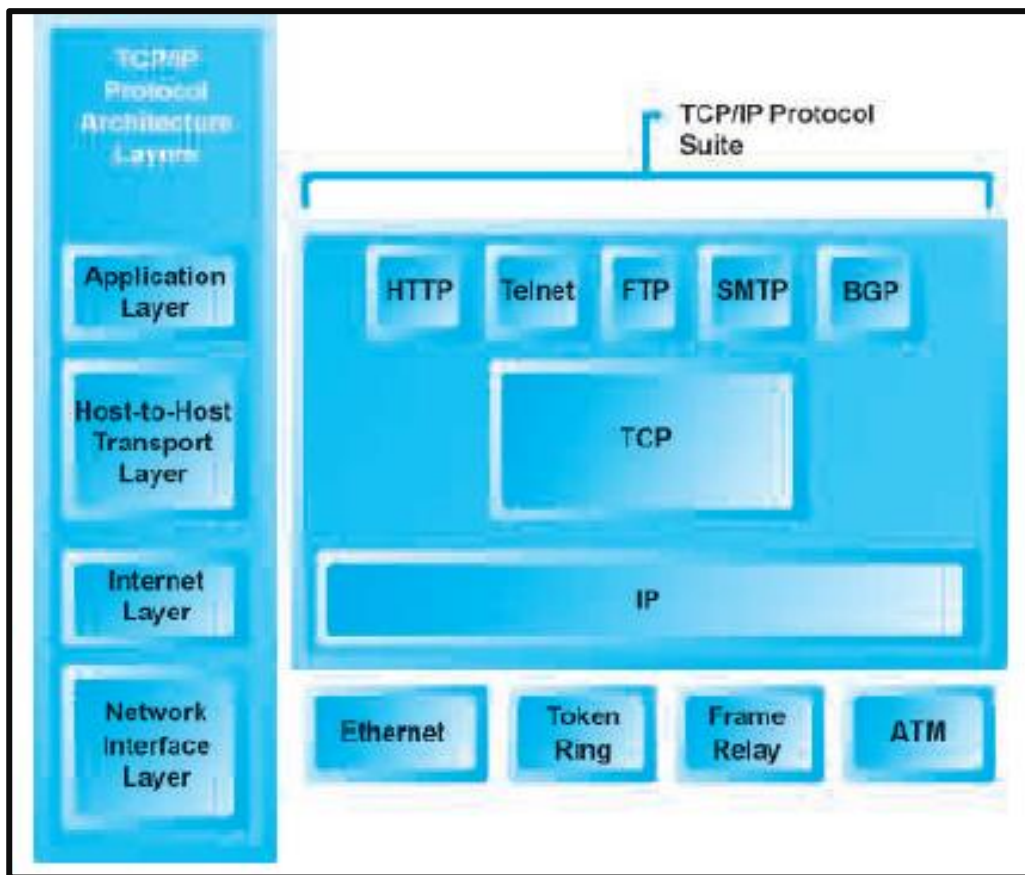 TCP/IP
Protocol
Architecture
Layers
TCP/IP Protocol
Suite
Application
Layer
HTTP
Telnet
FTP
SMTP
BGP
Host-to-Host
Transport
Layer
TCP
Internet
Layer
IP
Network
Interface
Layer
Ethernet
Token
Ring
Frame
Relay
ATM